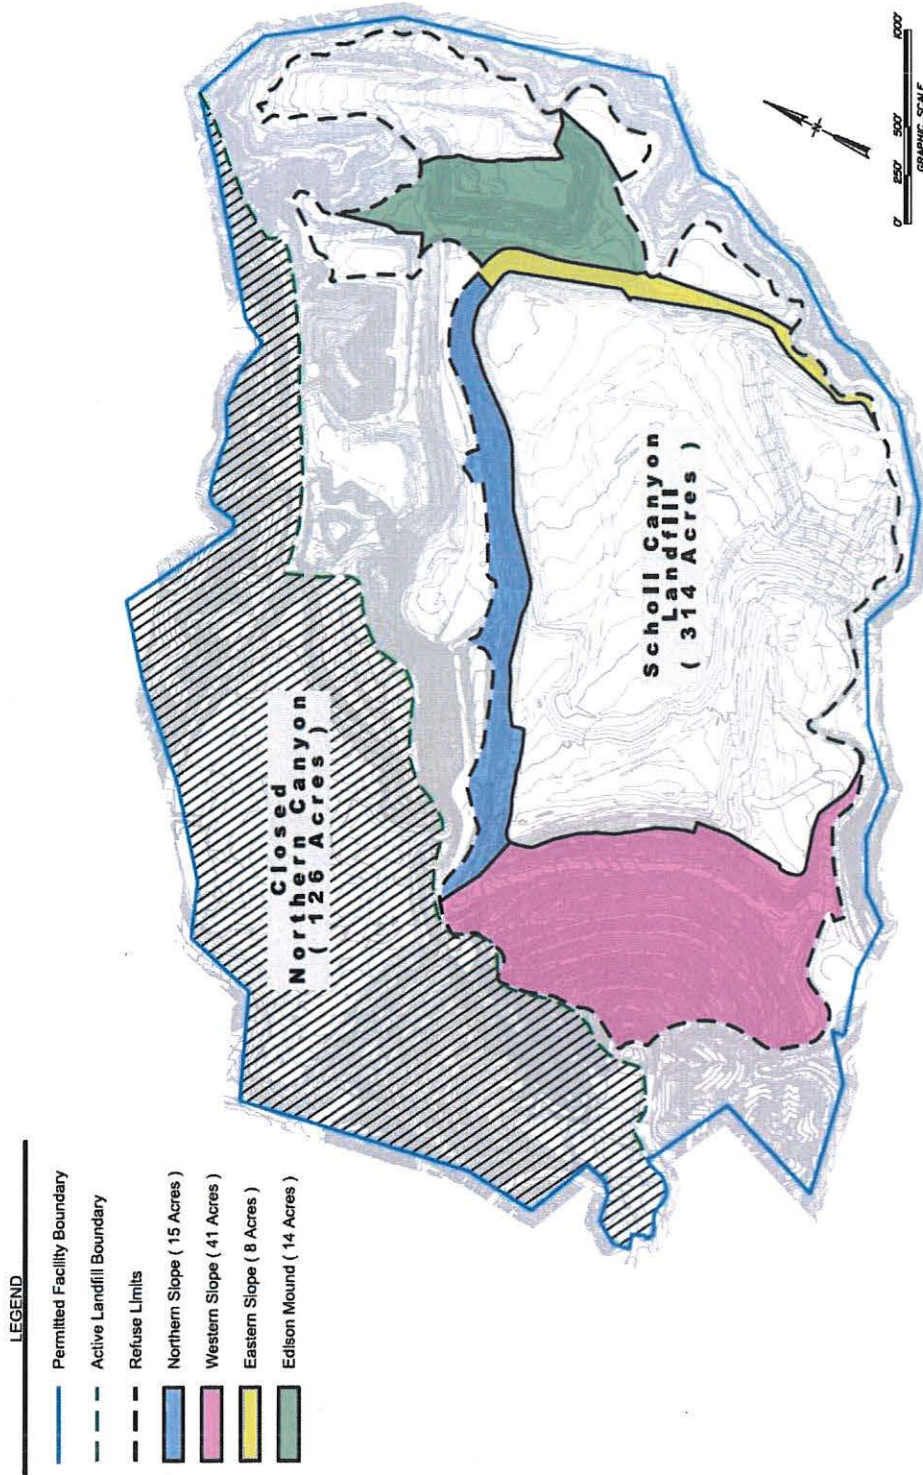 LEGEND
Permitted Facility Boundary
Active Landfill Boundary
Refuse Limits
Northern Slope ( 15 Acres )
Western Slope ( 41 Acres )
Eastern Slope ( 8 Acres )
Edison Mound ( 14 Acres )
Closed
Northern Canyon
( 126 Acres )
Scholl Canyon
Landfill
( 314 Acres )
0' 250' 500' 1000'
GRAPHIC SCALE